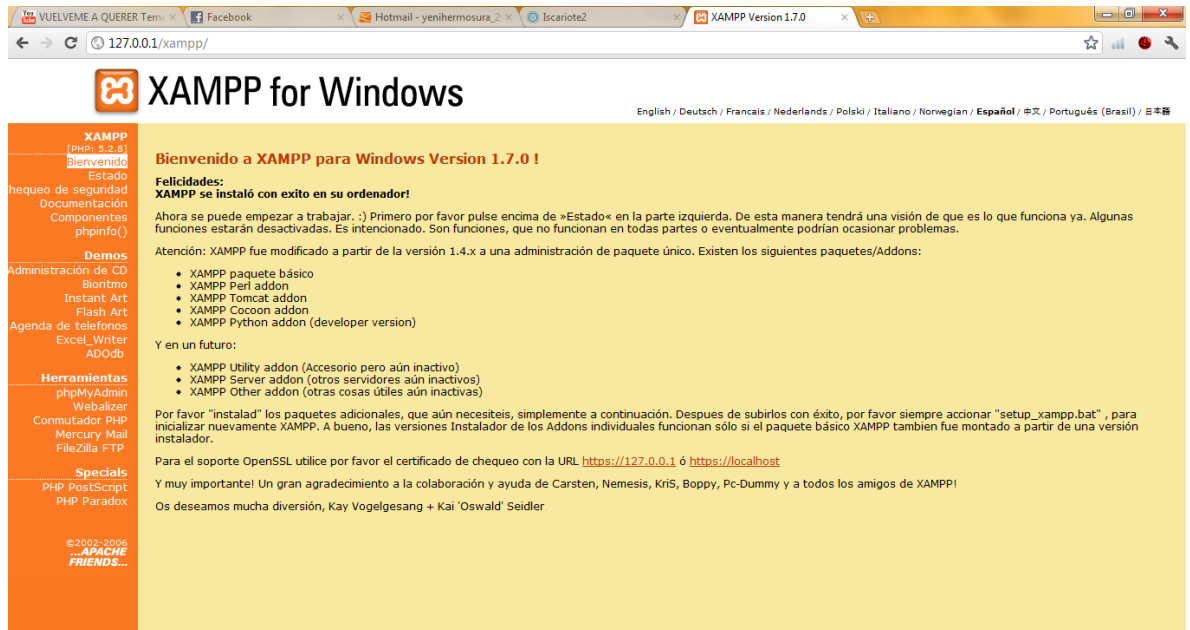 VUELVEME A QUERER Tema
Facebook
Hotmail - yenihermosura_2
Iscariote2
XAMPP Version 1.7.0
127.0.0.1/xampp/
XAMPP for Windows
English / Deutsch / Francais / Nederlands / Polski / Italiano / Norwegian / Español / 中文 / Português (Brasil) / 日本語
XAMPP
[PHP: 5.2.8]
Bienvenido
Estado
hequeo de seguridad
Documentación
Componentes
phpinfo()
Demos
Administración de CD
Bioritmo
Instant Art
Flash Art
Agenda de telefonos
Excel_Writer
ADOdb
Herramientas
phpMyAdmin
Webalizer
Conmutador PHP
Mercury Mail
FileZilla FTP
Specials
PHP PostScript
PHP Paradox
©2002-2006
...APACHE
FRIENDS...
Bienvenido a XAMPP para Windows Version 1.7.0 !
Felicidades:
XAMPP se instaló con exito en su ordenador!
Ahora se puede empezar a trabajar. :) Primero por favor pulse encima de »Estado« en la parte izquierda. De esta manera tendrá una visión de que es lo que funciona ya. Algunas
funciones estarán desactivadas. Es intencionado. Son funciones, que no funcionan en todas partes o eventualmente podrían ocasionar problemas.
Atención: XAMPP fue modificado a partir de la versión 1.4.x a una administración de paquete único. Existen los siguientes paquetes/Addons:
• XAMPP paquete básico
• XAMPP Perl addon
• XAMPP Tomcat addon
• XAMPP Cocoon addon
• XAMPP Python addon (developer version)
Y en un futuro:
• XAMPP Utility addon (Accesorio pero aún inactivo)
• XAMPP Server addon (otros servidores aún inactivos)
• XAMPP Other addon (otras cosas útiles aún inactivas)
Por favor "instalad" los paquetes adicionales, que aún necesiteis, simplemente a continuación. Despues de subirlos con éxito, por favor siempre accionar "setup_xampp.bat" , para
inicializar nuevamente XAMPP. A bueno, las versiones Instalador de los Addons individuales funcionan sólo si el paquete básico XAMPP tambien fue montado a partir de una versión
instalador.
Para el soporte OpenSSL utilice por favor el certificado de chequeo con la URL https://127.0.0.1 ó https://localhost
Y muy importante! Un gran agradecimiento a la colaboración y ayuda de Carsten, Nemesis, KriS, Boppy, Pc-Dummy y a todos los amigos de XAMPP!
Os deseamos mucha diversión, Kay Vogelgesang + Kai 'Oswald' Seidler